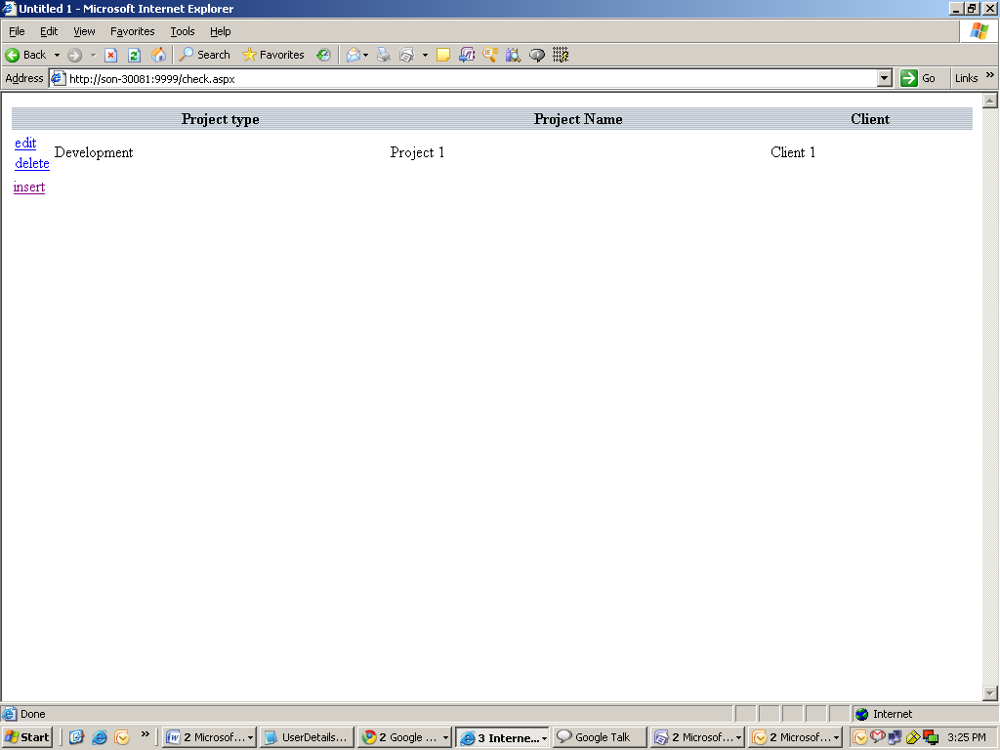 Untitled 1 - Microsoft Internet Explorer
File Edit View Favorites Tools Help
Back Search Favorites
Address http://son-30081:9999/check.aspx Go Links »
Project type Project Name Client
edit
delete Development Project 1 Client 1
insert
Done Internet
Start » 2 Microsof... UserDetails... 2 Google ... 3 Interne... Google Talk 2 Microsof... 2 Microsof... 3:25 PM